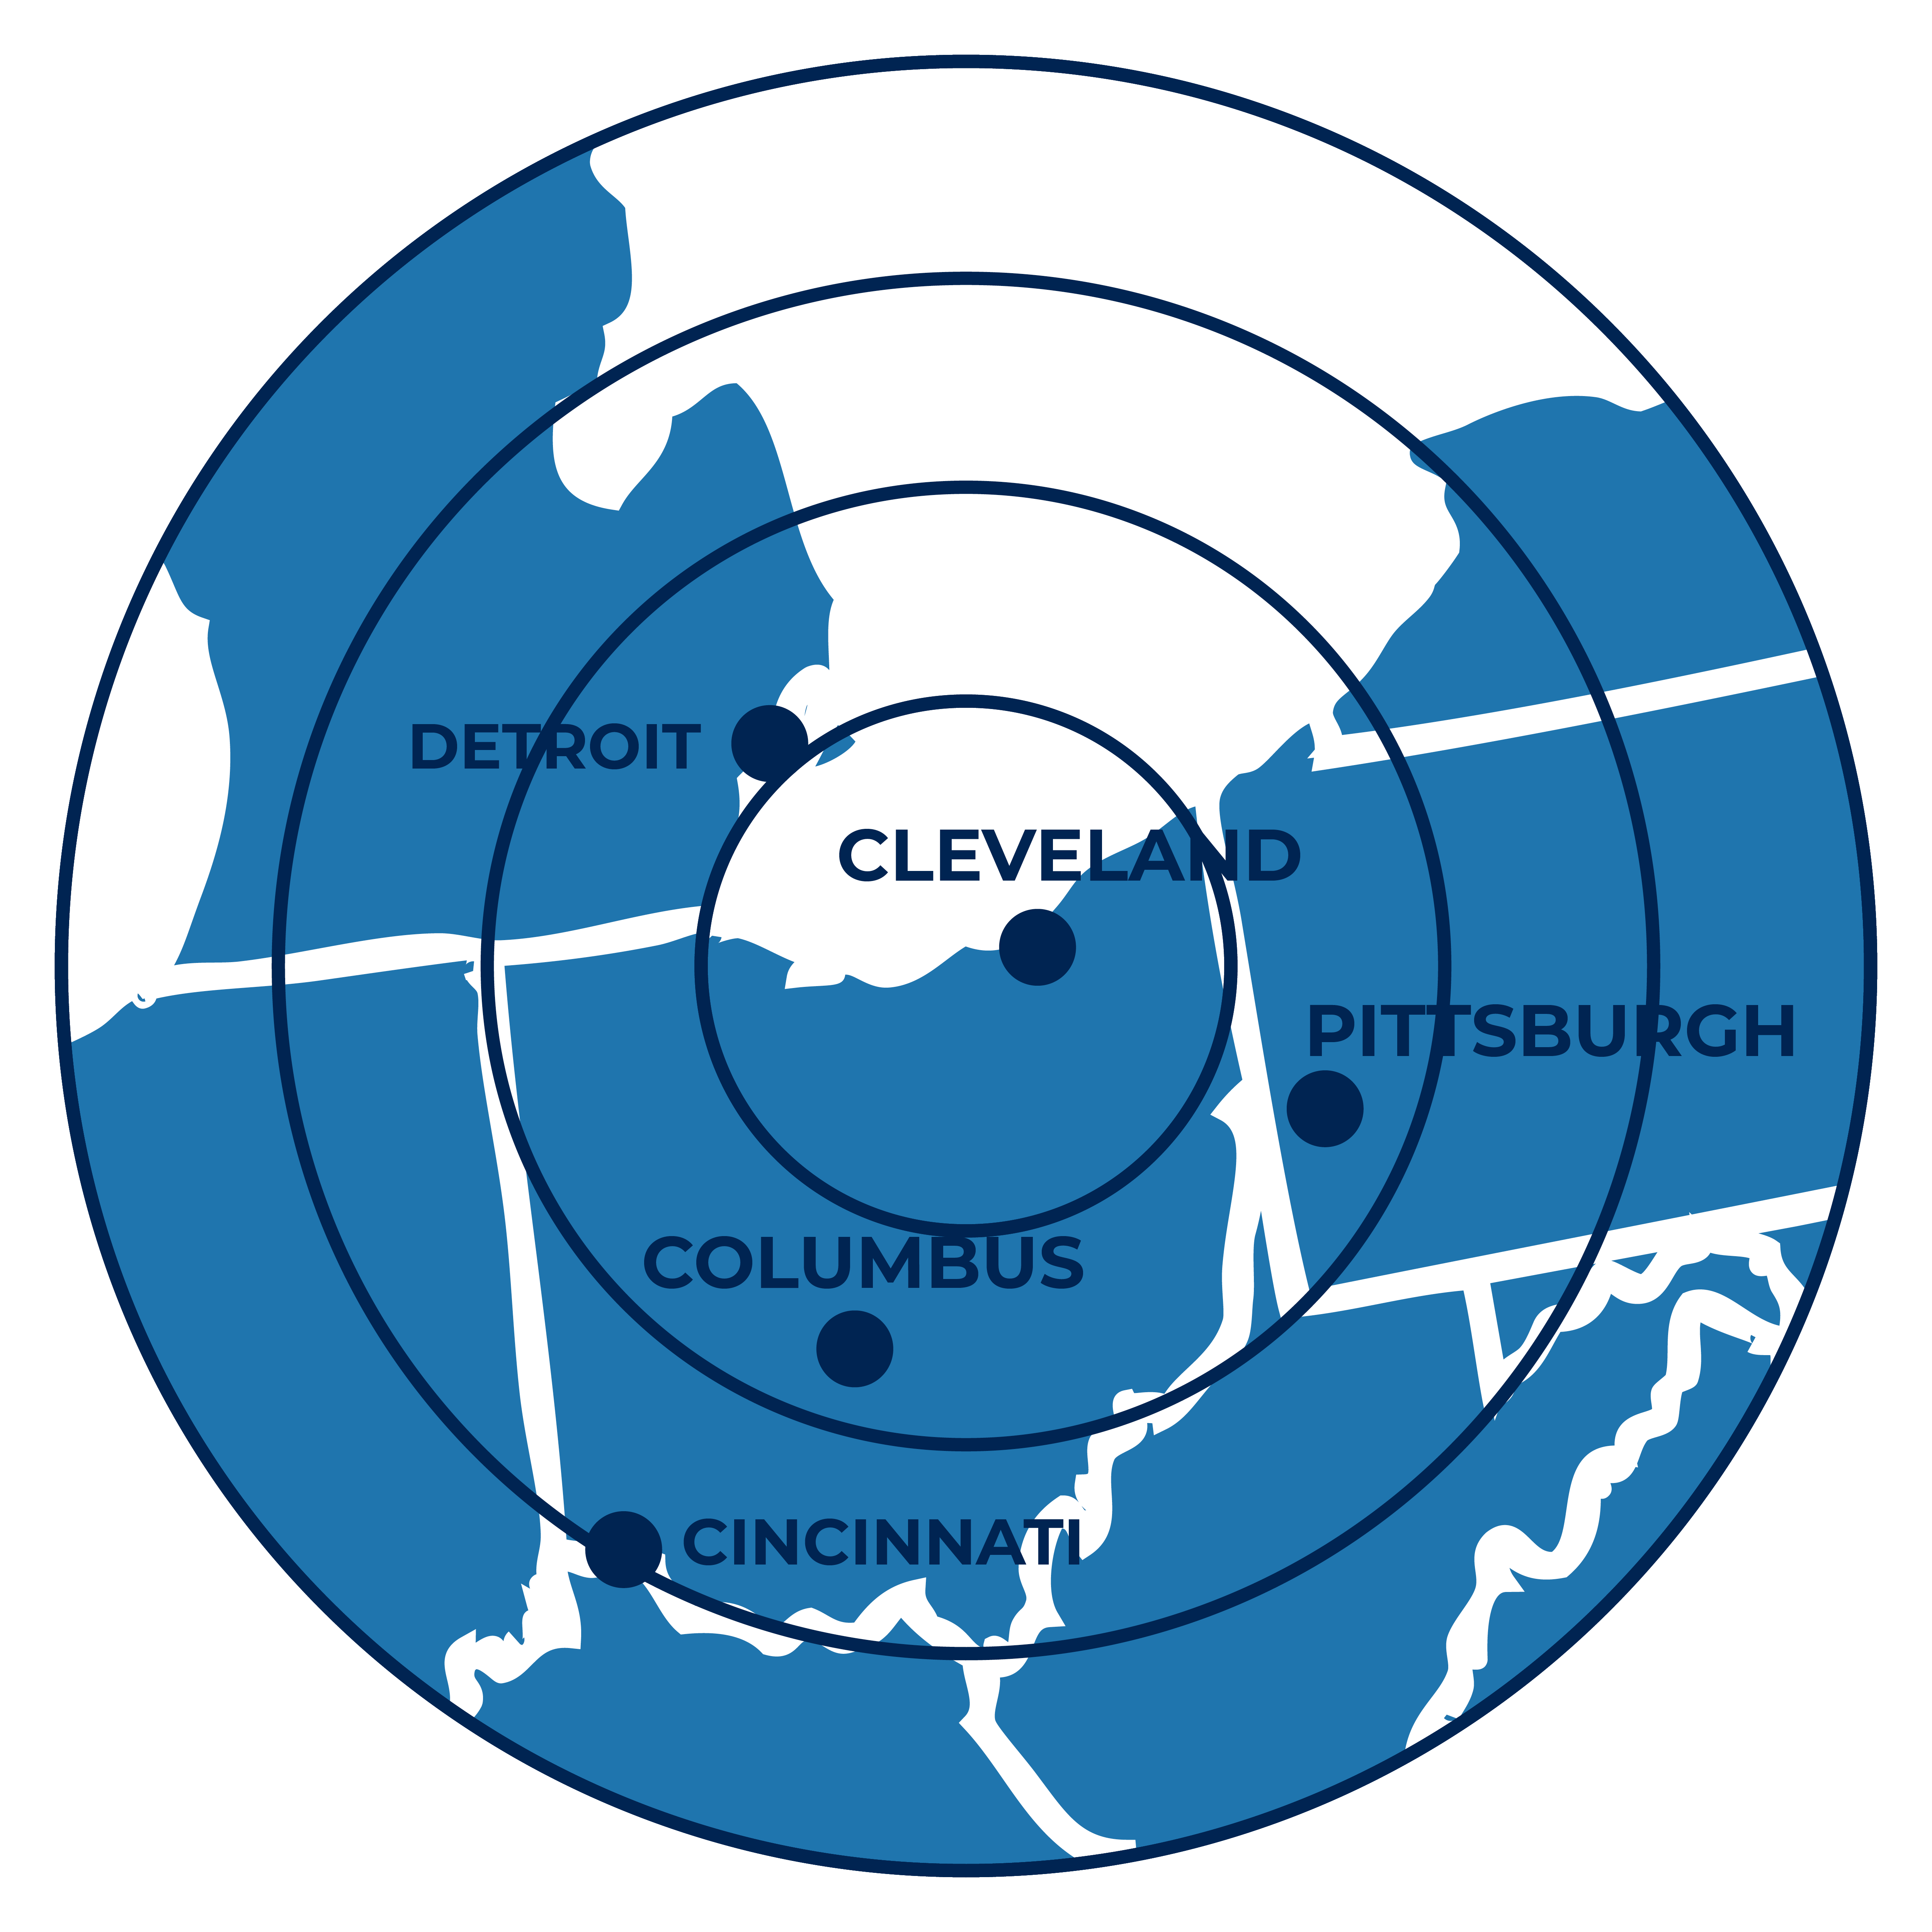 DETROIT
CLEVELAND
PITTSBURGH
COLUMBUS
CINCINNATI